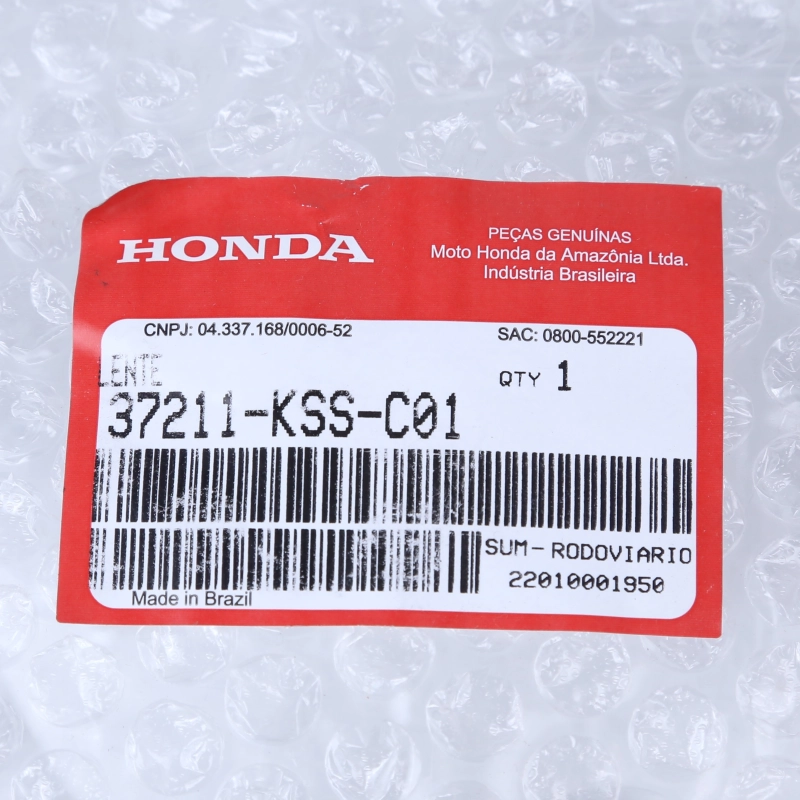 HONDA
PEÇAS GENUÍNAS
Moto Honda da Amazônia Ltda.
Indústria Brasileira
CNPJ: 04.337.168/0006-52
SAC: 0800-552221
LENTE
QTY 1
37211-KSS-C01
SUM-RODOVIARIO
22010001950
Made in Brazil